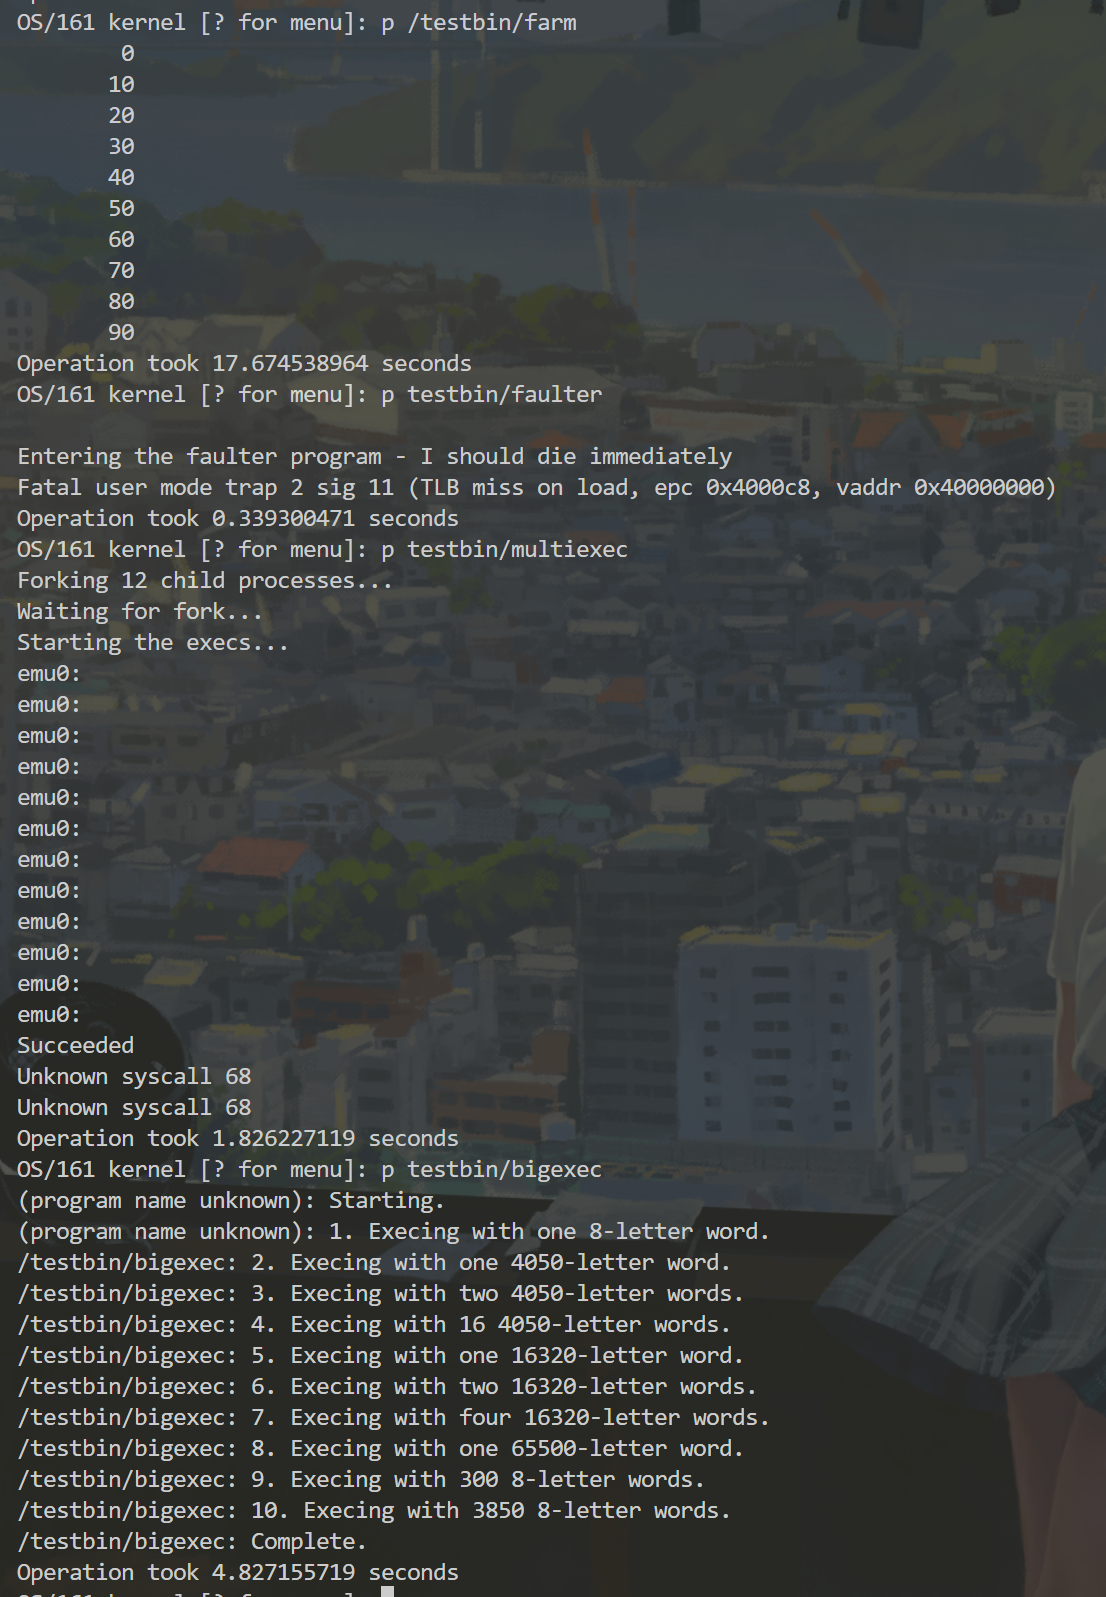 OS/161 kernel [? for menu]: p /testbin/farm
0
10
20
30
40
50
60
70
80
90
Operation took 17.674538964 seconds
OS/161 kernel [? for menu]: p testbin/faulter
Entering the faulter program - I should die immediately
Fatal user mode trap 2 sig 11 (TLB miss on load, epc 0x4000c8, vaddr 0x40000000)
Operation took 0.339300471 seconds
OS/161 kernel [? for menu]: p testbin/multiexec
Forking 12 child processes...
Waiting for fork...
Starting the execs...
emu0:
emu0:
emu0:
emu0:
emu0:
emu0:
emu0:
emu0:
emu0:
emu0:
emu0:
emu0:
Succeeded
Unknown syscall 68
Unknown syscall 68
Operation took 1.826227119 seconds
OS/161 kernel [? for menu]: p testbin/bigexec
(program name unknown): Starting.
(program name unknown): 1. Execing with one 8-letter word.
/testbin/bigexec: 2. Execing with one 4050-letter word.
/testbin/bigexec: 3. Execing with two 4050-letter words.
/testbin/bigexec: 4. Execing with 16 4050-letter words.
/testbin/bigexec: 5. Execing with one 16320-letter word.
/testbin/bigexec: 6. Execing with two 16320-letter words.
/testbin/bigexec: 7. Execing with four 16320-letter words.
/testbin/bigexec: 8. Execing with one 65500-letter word.
/testbin/bigexec: 9. Execing with 300 8-letter words.
/testbin/bigexec: 10. Execing with 3850 8-letter words.
/testbin/bigexec: Complete.
Operation took 4.827155719 seconds